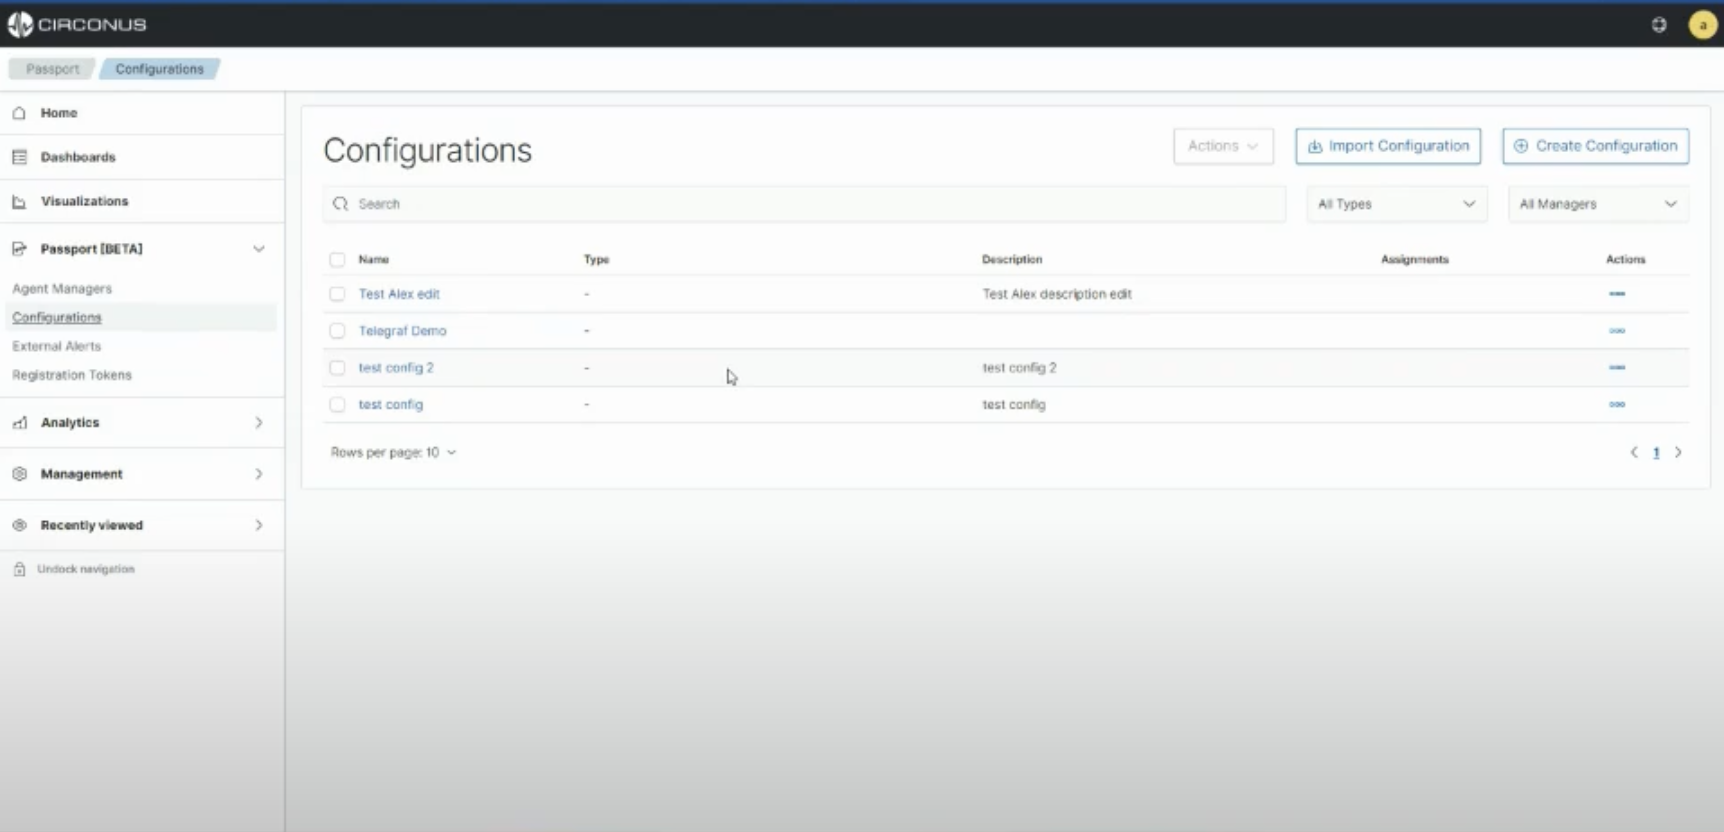 CIRCONUS
a
Passport
Configurations
Home
Dashboards
Visualizations
Passport [BETA]
Agent Managers
Configurations
External Alerts
Registration Tokens
Analytics
Management
Recently viewed
Undock navigation
Configurations
Actions
Import Configuration
Create Configuration
Search
All Types
All Managers
Name Type Description Assignments Actions
Test Alex edit - Test Alex description edit
Telegraf Demo -
test config 2 - test config 2
test config - test config
Rows per page: 10
1